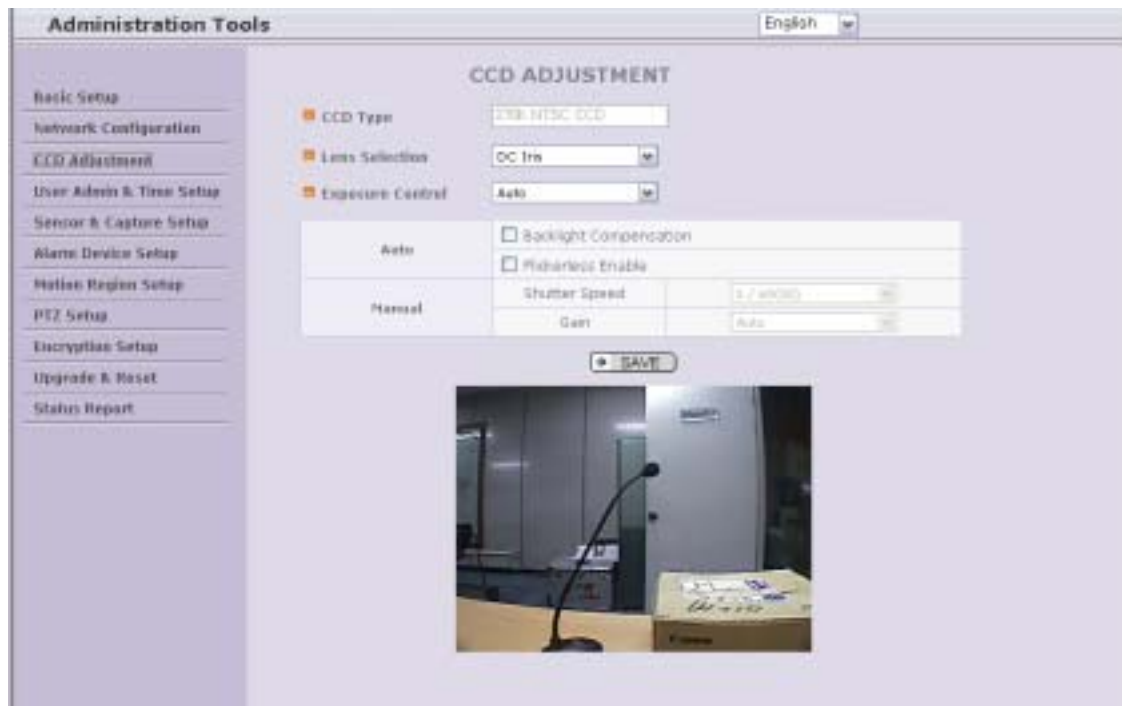 Administration Tools
English
Basic Setup
Network Configuration
CCD Adjustment
User Admin & Time Setup
Sensor & Capture Setup
Alarm Device Setup
Motion Region Setup
PTZ Setup
Encryption Setup
Upgrade & Reset
Status Report
CCD ADJUSTMENT
CCD Type
NTSC CCD
Lens Selection
DC Iris
Exposure Control
Auto
Auto
Backlight Compensation
Flickerless Enable
Manual
Shutter Speed
Gain
Auto
SAVE